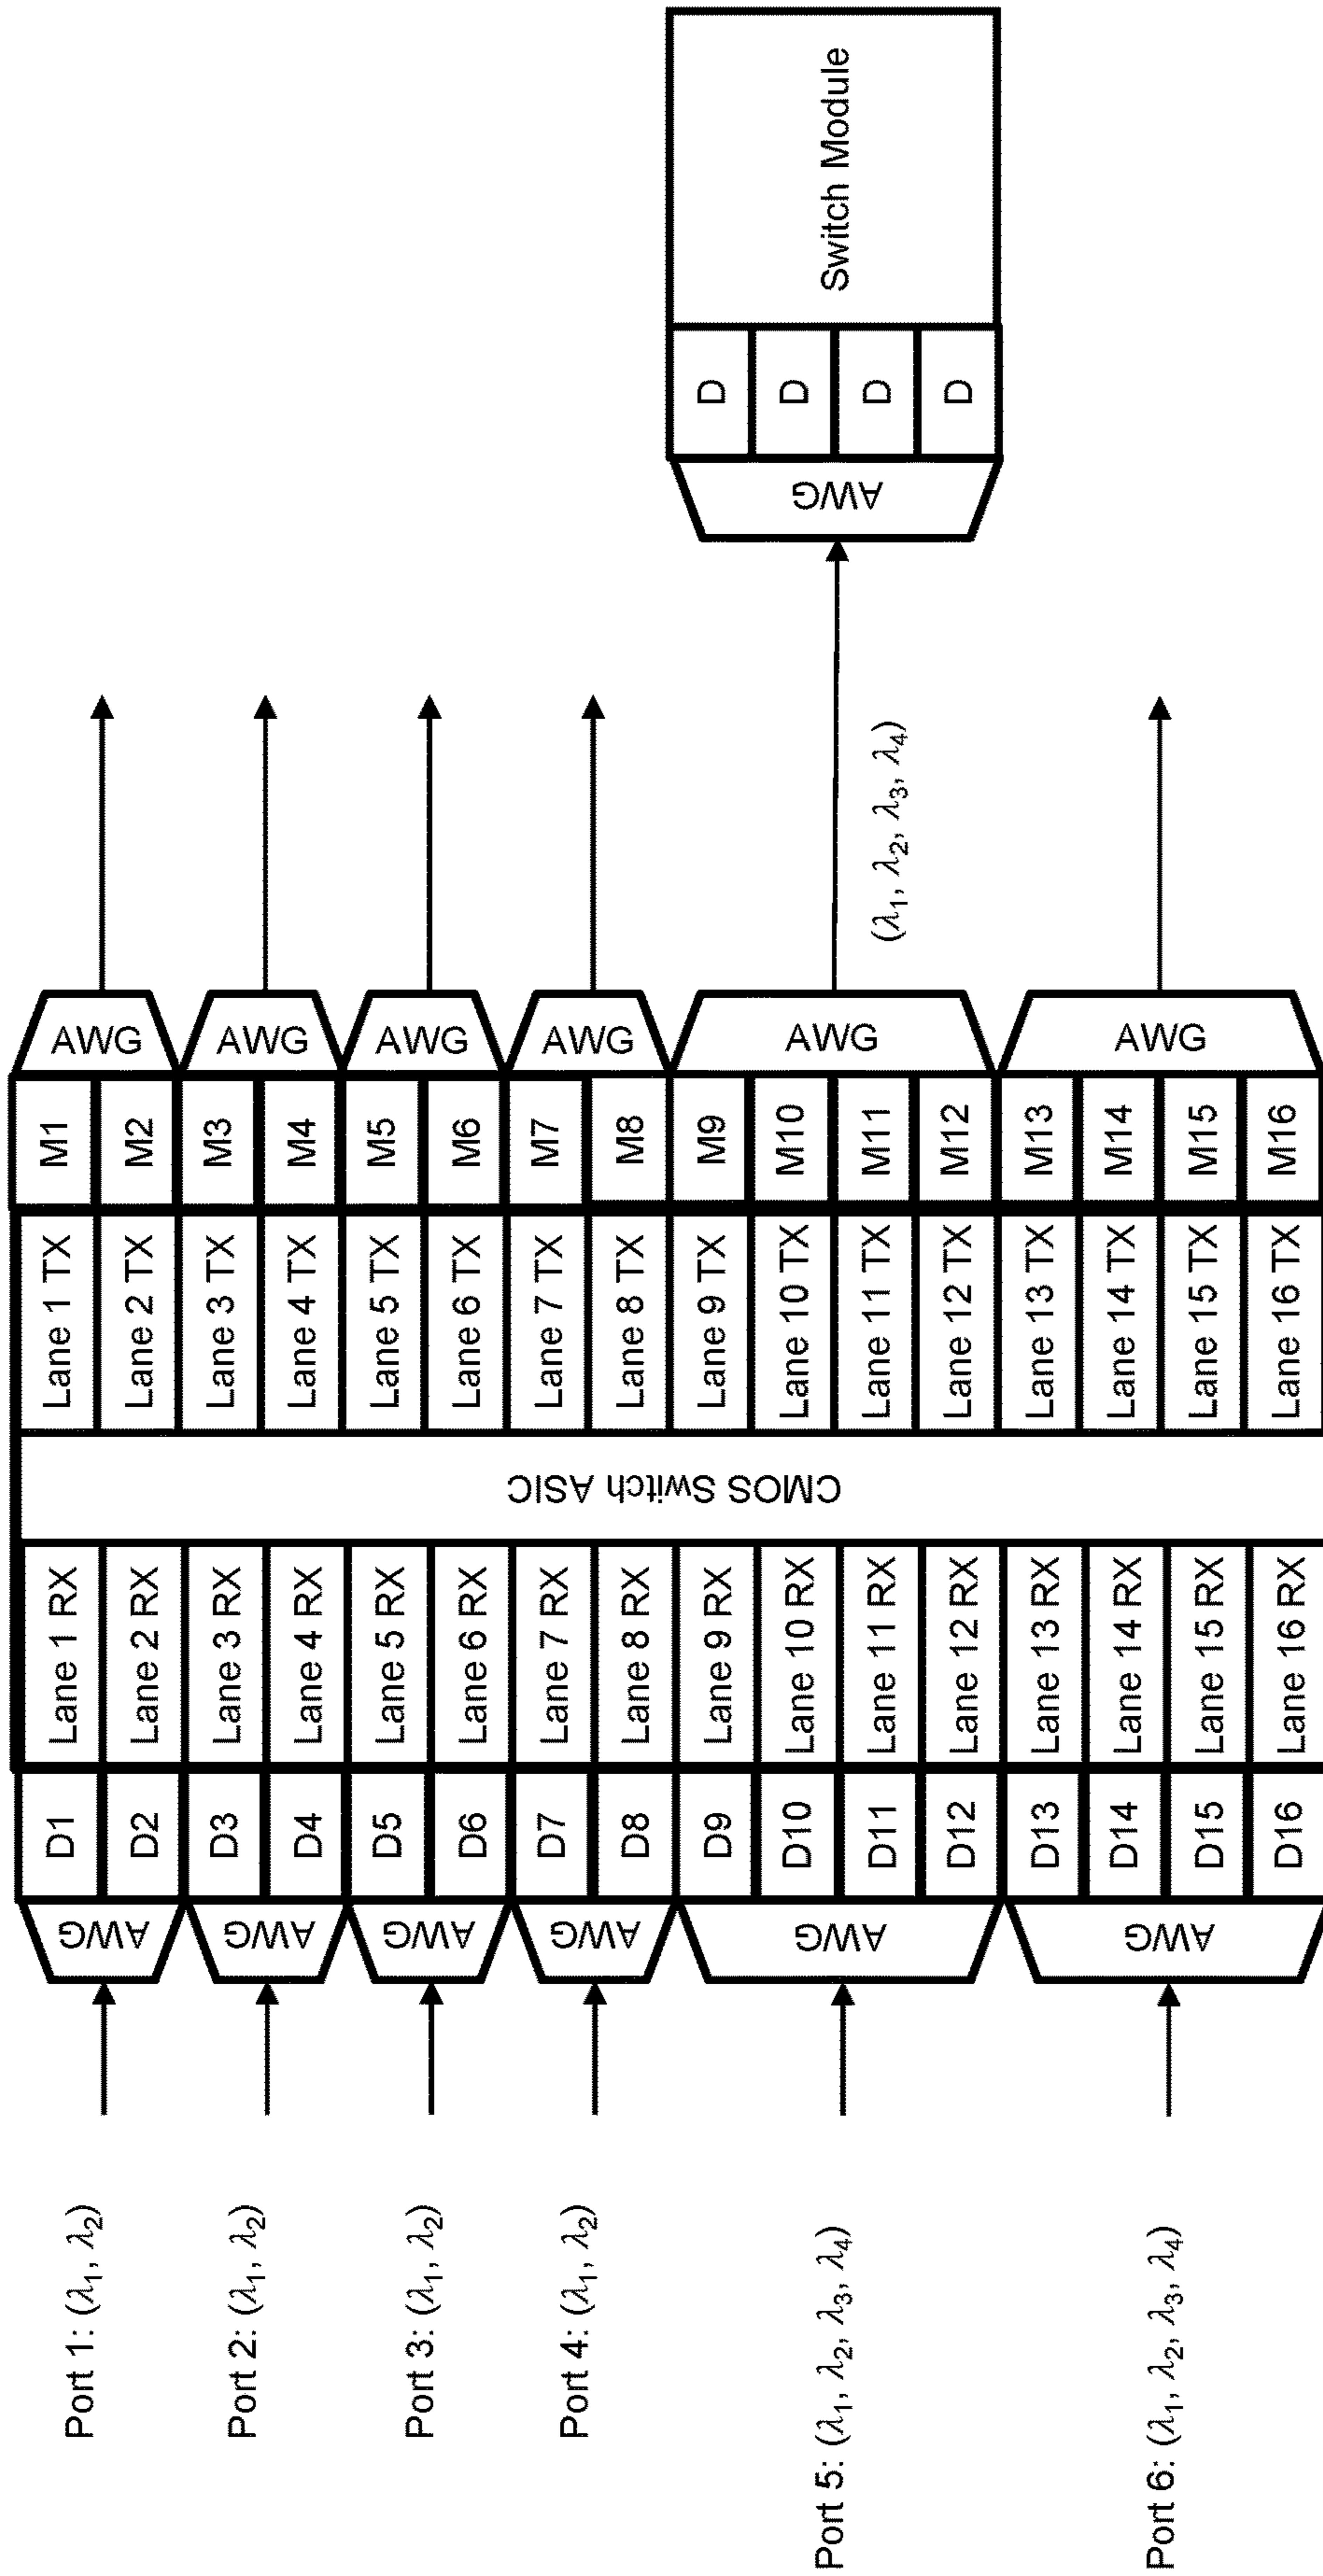 Port 1: (λ₁, λ₂)
Port 2: (λ₁, λ₂)
Port 3: (λ₁, λ₂)
Port 4: (λ₁, λ₂)
Port 5: (λ₁, λ₂, λ₃, λ₄)
Port 6: (λ₁, λ₂, λ₃, λ₄)
AWG
AWG
AWG
AWG
AWG
AWG
D1
D2
D3
D4
D5
D6
D7
D8
D9
D10
D11
D12
D13
D14
D15
D16
Lane 1 RX
Lane 2 RX
Lane 3 RX
Lane 4 RX
Lane 5 RX
Lane 6 RX
Lane 7 RX
Lane 8 RX
Lane 9 RX
Lane 10 RX
Lane 11 RX
Lane 12 RX
Lane 13 RX
Lane 14 RX
Lane 15 RX
Lane 16 RX
CMOS Switch ASIC
Lane 1 TX
Lane 2 TX
Lane 3 TX
Lane 4 TX
Lane 5 TX
Lane 6 TX
Lane 7 TX
Lane 8 TX
Lane 9 TX
Lane 10 TX
Lane 11 TX
Lane 12 TX
Lane 13 TX
Lane 14 TX
Lane 15 TX
Lane 16 TX
M1
M2
M3
M4
M5
M6
M7
M8
M9
M10
M11
M12
M13
M14
M15
M16
AWG
AWG
AWG
AWG
AWG
AWG
(λ₁, λ₂, λ₃, λ₄)
AWG
D
D
D
D
Switch Module